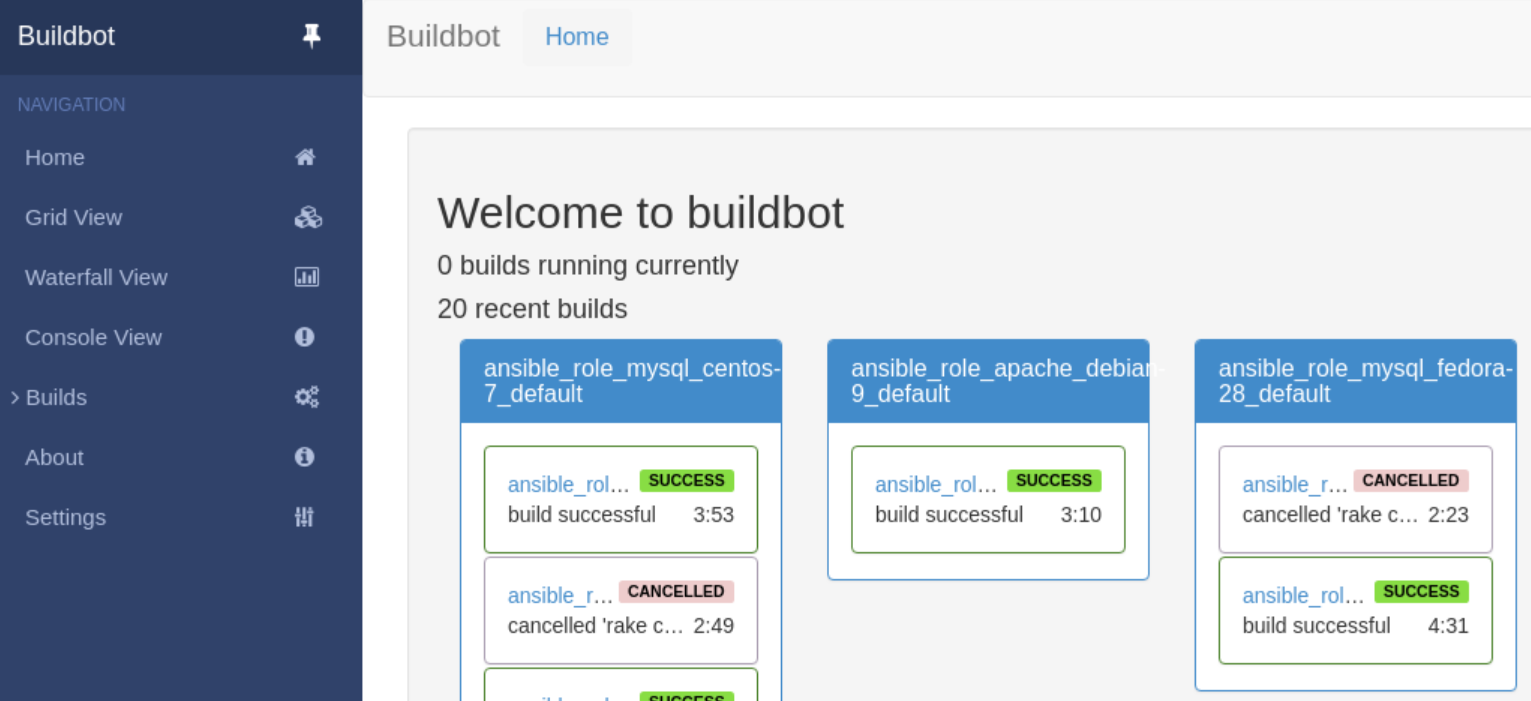 Buildbot
NAVIGATION
Home
Grid View
Waterfall View
Console View
Builds
About
Settings
Buildbot Home
Welcome to buildbot
0 builds running currently
20 recent builds
ansible_role_mysql_centos-
7_default
ansible_rol... SUCCESS
build successful 3:53
ansible_r... CANCELLED
cancelled 'rake c... 2:49
SUCCESS
ansible_role_apache_debian-
9_default
ansible_rol... SUCCESS
build successful 3:10
ansible_role_mysql_fedora-
28_default
ansible_r... CANCELLED
cancelled 'rake c... 2:23
ansible_rol... SUCCESS
build successful 4:31